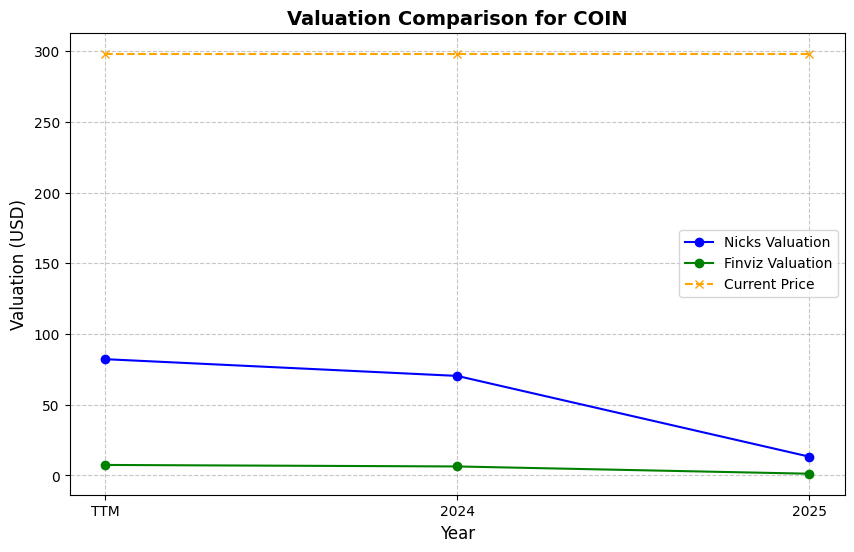 Valuation Comparison for COIN
Valuation (USD)
300
250
200
150
100
50
0
Nicks Valuation
Finviz Valuation
Current Price
TTM
2024
2025
Year